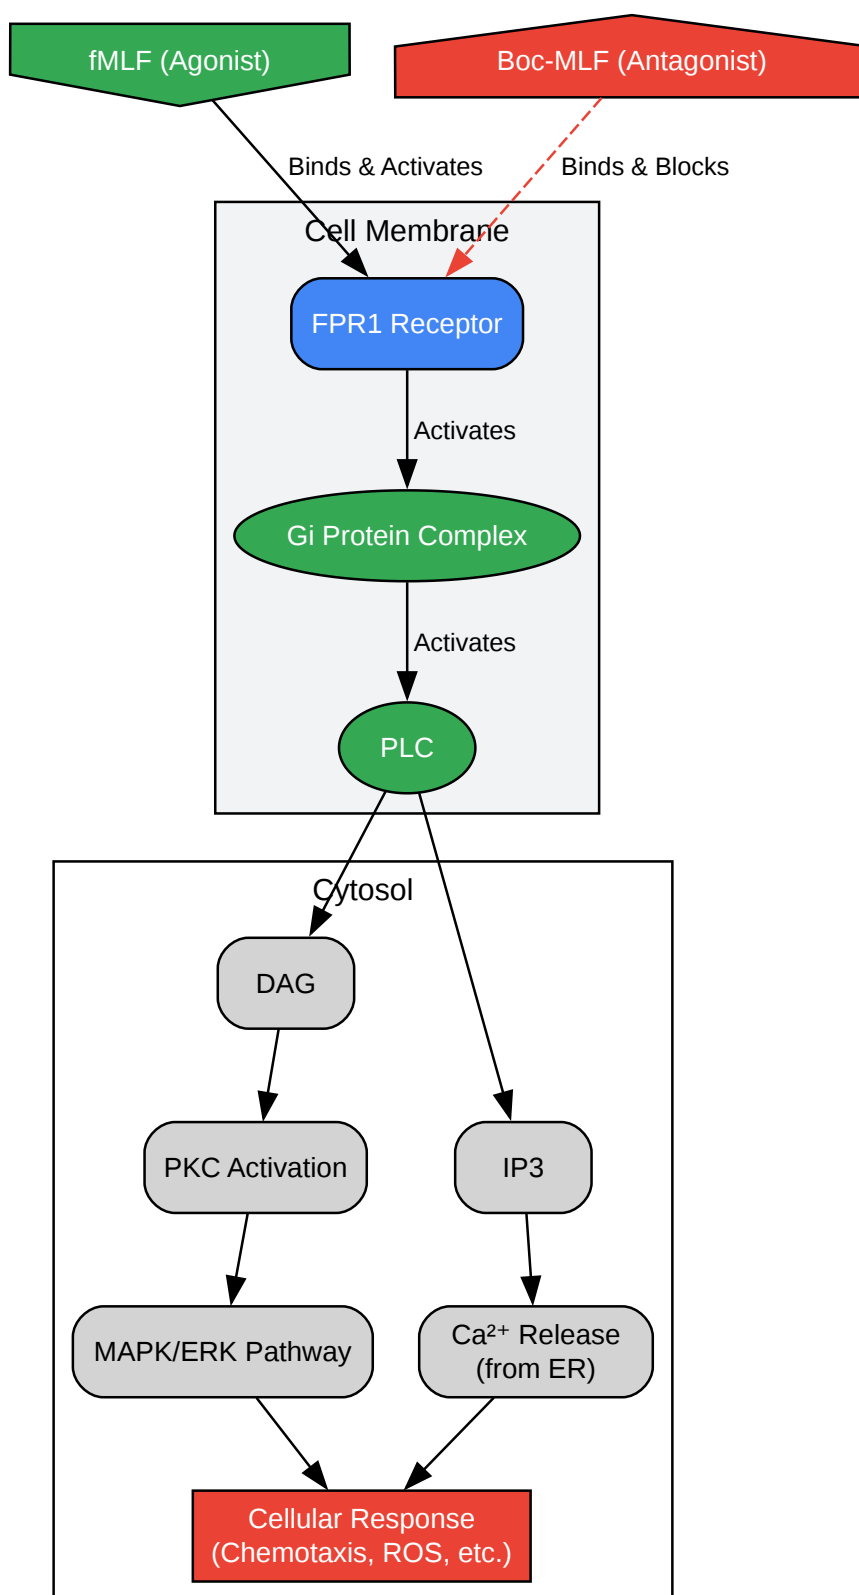 fMLF (Agonist)
Boc-MLF (Antagonist)
Binds & Activates
Binds & Blocks
Cell Membrane
FPR1 Receptor
Activates
Gi Protein Complex
Activates
PLC
Cytosol
DAG
PKC Activation
IP3
MAPK/ERK Pathway
Ca²⁺ Release
(from ER)
Cellular Response
(Chemotaxis, ROS, etc.)